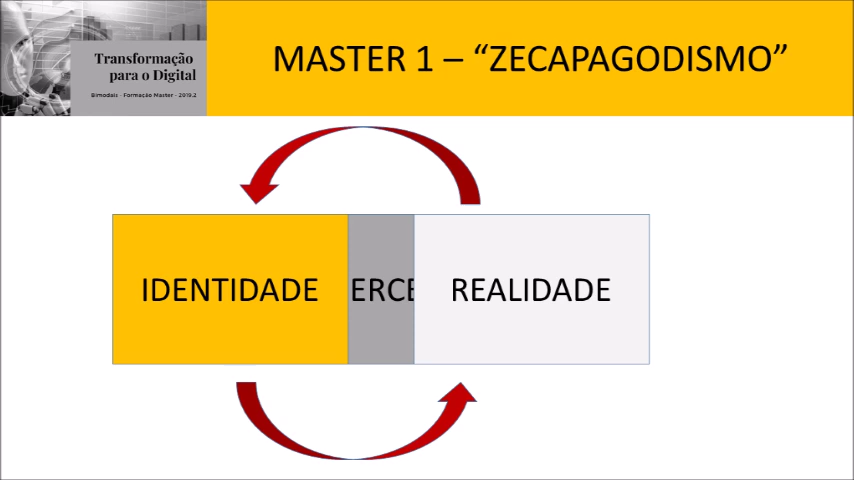 Transformação
para o Digital
Bimodais - Formação Master - 2019.2
MASTER 1 – “ZECAPAGODISMO”
IDENTIDADE
ERCE
REALIDADE